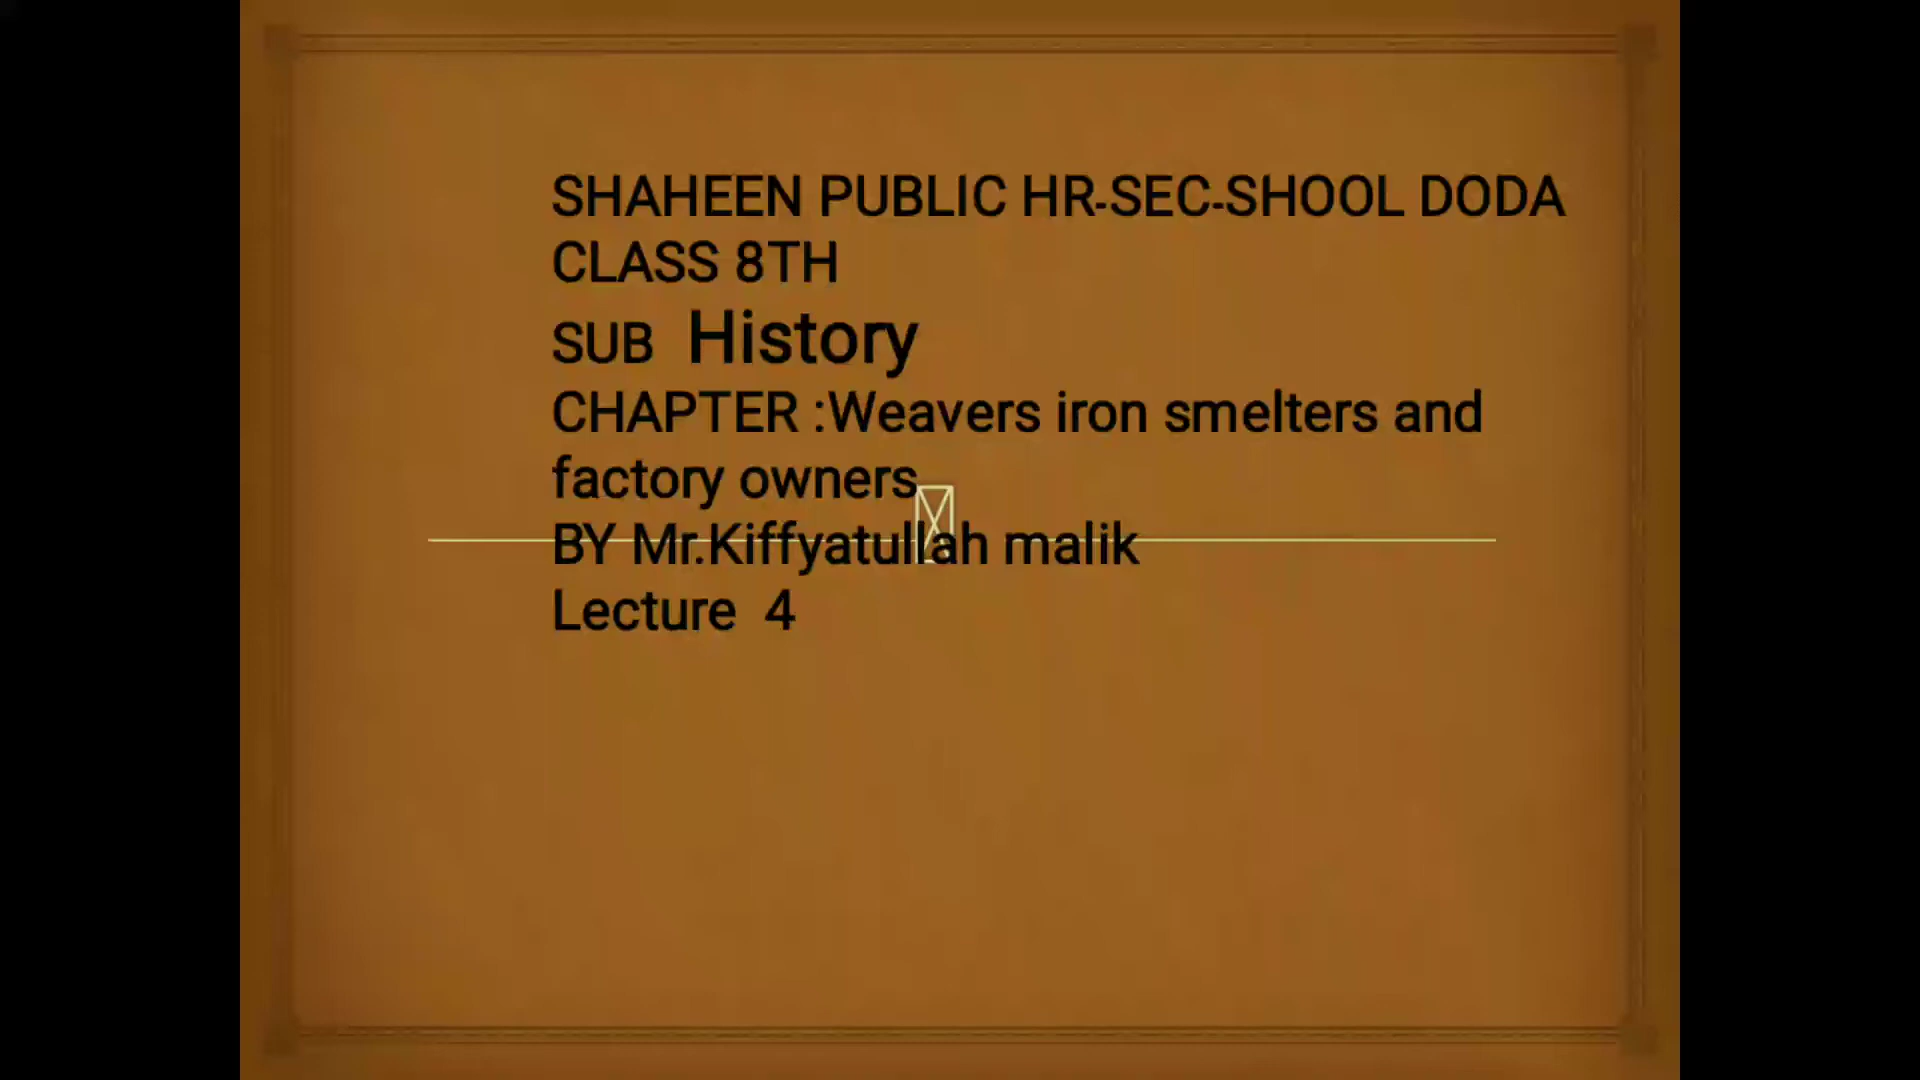 SHAHEEN PUBLIC HR-SEC-SHOOL DODA
CLASS 8TH
SUB History
CHAPTER :Weavers iron smelters and
factory owners
BY Mr.Kiffyatullah malik
Lecture 4